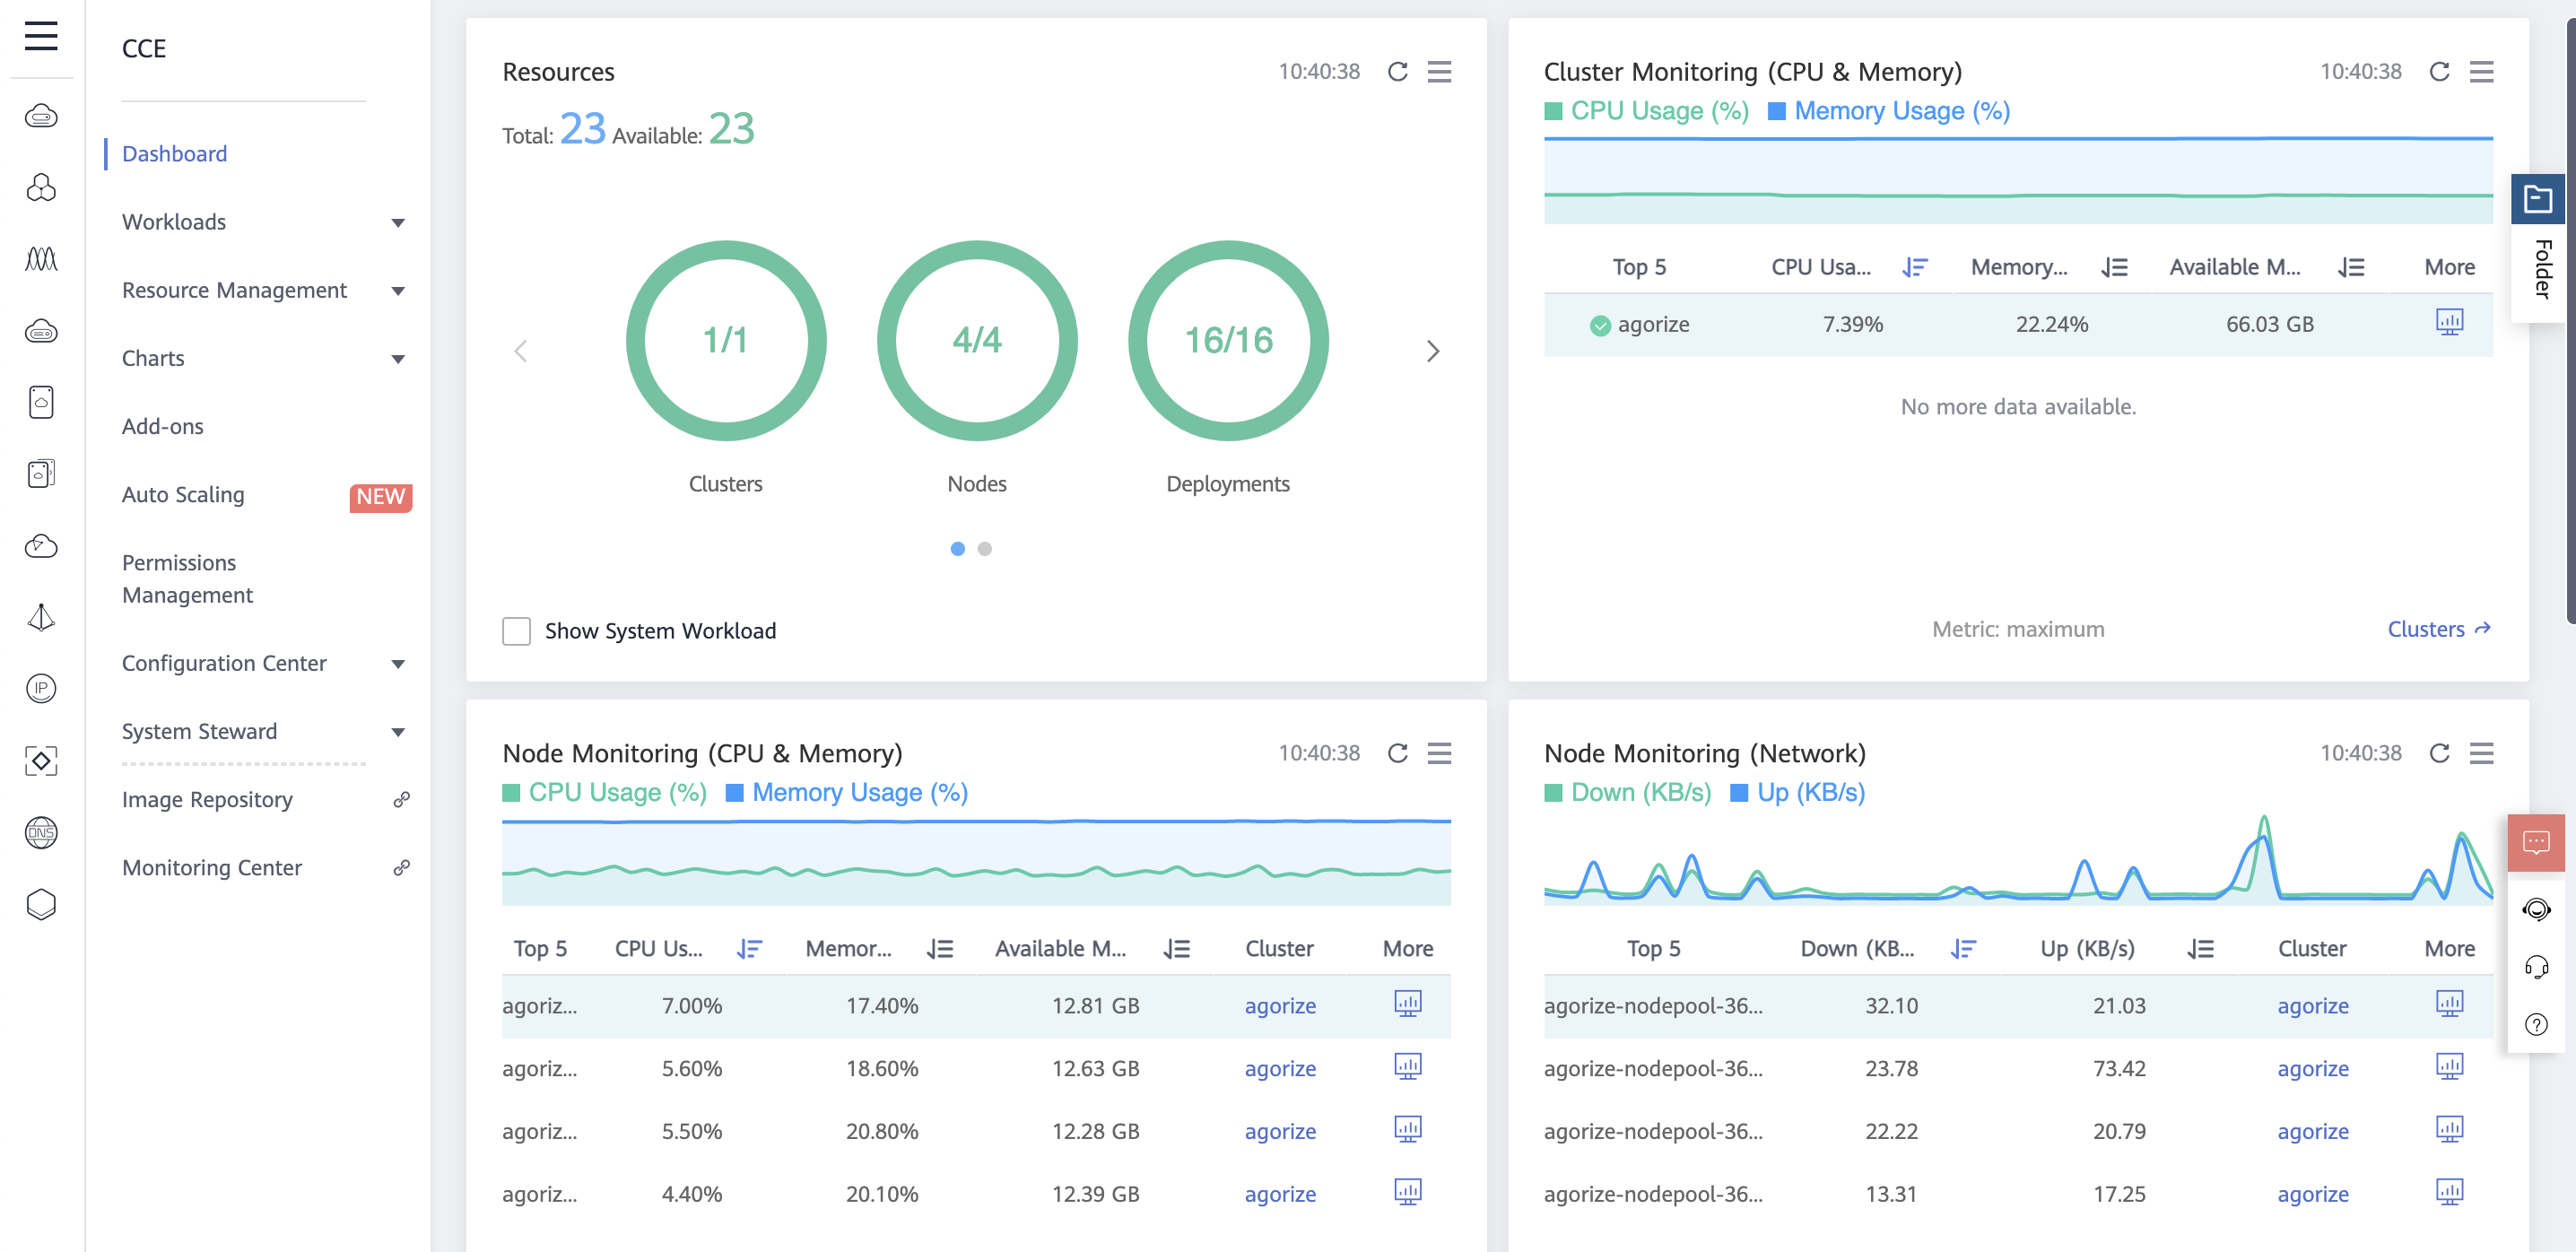 CCE
Dashboard
Workloads
Resource Management
Charts
Add-ons
Auto Scaling NEW
Permissions
Management
Configuration Center
System Steward
Image Repository
Monitoring Center
IP
DNS
Resources 10:40:38
Total: 23 Available: 23
1/1 4/4 16/16
Clusters Nodes Deployments
Show System Workload
Cluster Monitoring (CPU & Memory) 10:40:38
CPU Usage (%) Memory Usage (%)
Top 5 CPU Usa... Memory... Available M... More
agorize 7.39% 22.24% 66.03 GB
No more data available.
Metric: maximum Clusters
Folder
Node Monitoring (CPU & Memory) 10:40:38
CPU Usage (%) Memory Usage (%)
Top 5 CPU Us... Memor... Available M... Cluster More
agoriz... 7.00% 17.40% 12.81 GB agorize
agoriz... 5.60% 18.60% 12.63 GB agorize
agoriz... 5.50% 20.80% 12.28 GB agorize
agoriz... 4.40% 20.10% 12.39 GB agorize
Node Monitoring (Network) 10:40:38
Down (KB/s) Up (KB/s)
Top 5 Down (KB... Up (KB/s) Cluster More
agorize-nodepool-36... 32.10 21.03 agorize
agorize-nodepool-36... 23.78 73.42 agorize
agorize-nodepool-36... 22.22 20.79 agorize
agorize-nodepool-36... 13.31 17.25 agorize